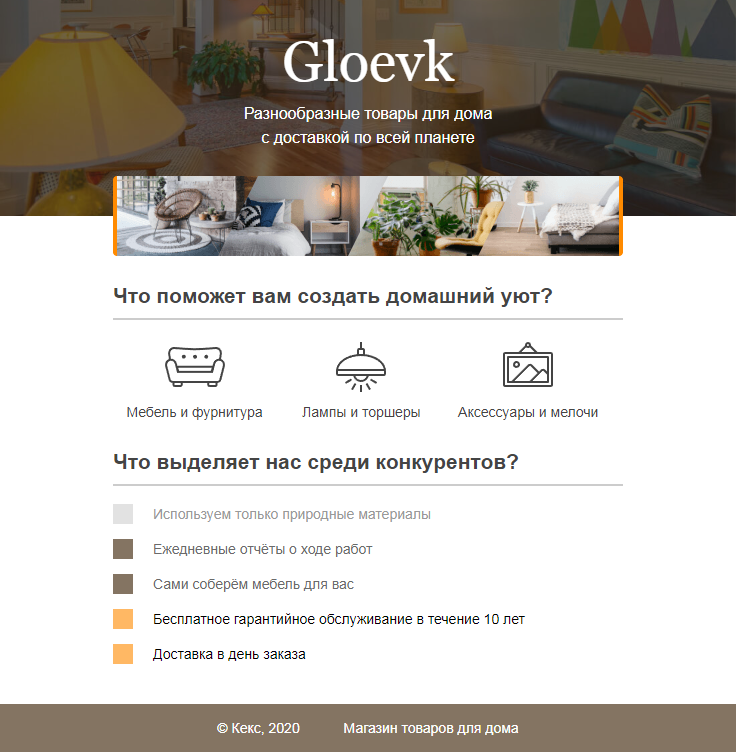 Gloevk
Разнообразные товары для дома
с доставкой по всей планете
Что поможет вам создать домашний уют?
Мебель и фурнитура
Лампы и торшеры
Аксессуары и мелочи
Что выделяет нас среди конкурентов?
Используем только природные материалы
Ежедневные отчёты о ходе работ
Сами соберём мебель для вас
Бесплатное гарантийное обслуживание в течение 10 лет
Доставка в день заказа
© Кекс, 2020 Магазин товаров для дома